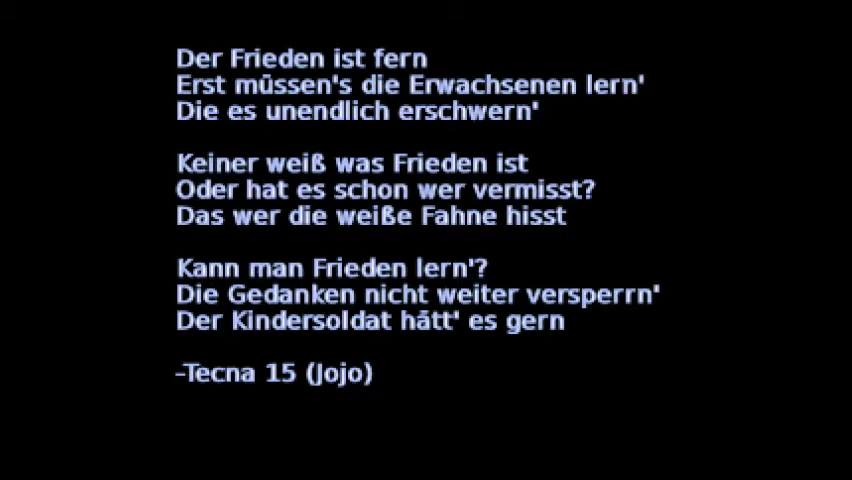 Der Frieden ist fern
Erst müssen's die Erwachsenen lern'
Die es unendlich erschwern'
Keiner weiß was Frieden ist
Oder hat es schon wer vermisst?
Das wer die weiße Fahne hisst
Kann man Frieden lern'?
Die Gedanken nicht weiter versperrn'
Der Kindersoldat hätt' es gern
-Tecna 15 (Jojo)